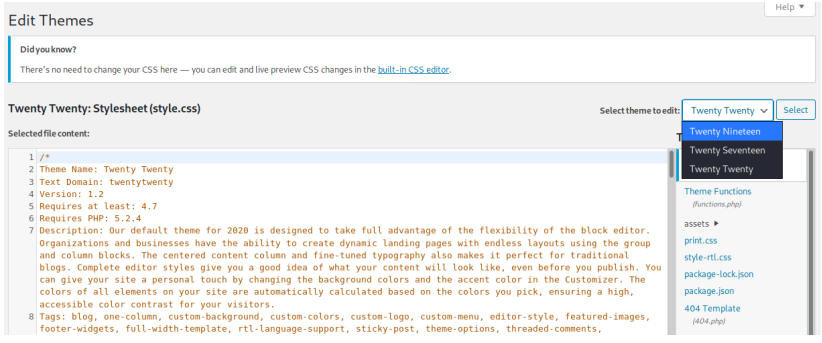 Help ▼
Edit Themes
Did you know?
There's no need to change your CSS here — you can edit and live preview CSS changes in the built-in CSS editor.
Twenty Twenty: Stylesheet (style.css)
Select theme to edit:
Twenty Twenty
Select
Twenty Nineteen
Twenty Seventeen
Twenty Twenty
Selected file content:
1 /*
2 Theme Name: Twenty Twenty
3 Text Domain: twentytwenty
4 Version: 1.2
5 Requires at least: 4.7
6 Requires PHP: 5.2.4
7 Description: Our default theme for 2020 is designed to take full advantage of the flexibility of the block editor.
Organizations and businesses have the ability to create dynamic landing pages with endless layouts using the group
and column blocks. The centered content column and fine-tuned typography also makes it perfect for traditional
blogs. Complete editor styles give you a good idea of what your content will look like, even before you publish. You
can give your site a personal touch by changing the background colors and the accent color in the Customizer. The
colors of all elements on your site are automatically calculated based on the colors you pick, ensuring a high,
accessible color contrast for your visitors.
8 Tags: blog, one-column, custom-background, custom-colors, custom-logo, custom-menu, editor-style, featured-images,
footer-widgets, full-width-template, rtl-language-support, sticky-post, theme-options, threaded-comments,
Theme Functions
(functions.php)
assets ▶
print.css
style-rtl.css
package-lock.json
package.json
404 Template
(404.php)